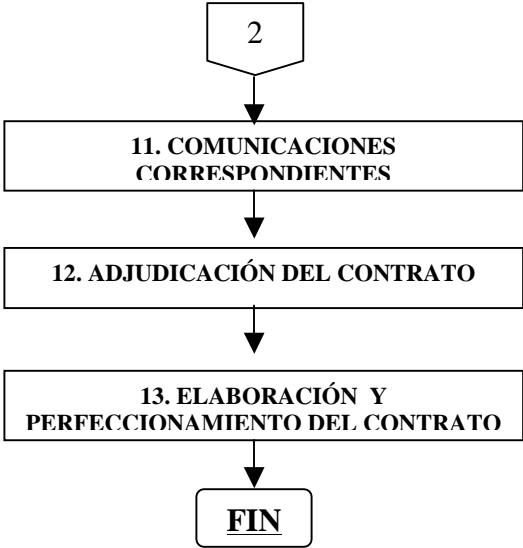 2
11. COMUNICACIONES
CORRESPONDIENTES
12. ADJUDICACIÓN DEL CONTRATO
13. ELABORACIÓN Y
PERFECCIONAMIENTO DEL CONTRATO
FIN